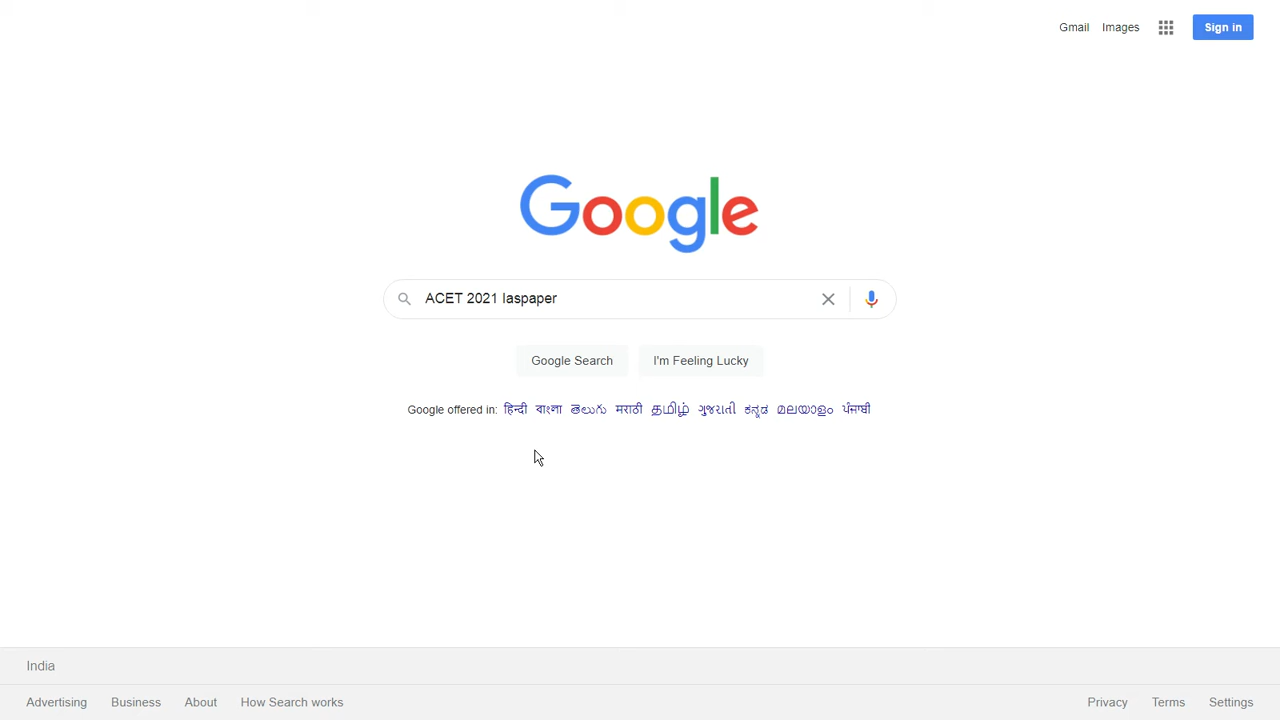 Gmail Images Sign in
Google
ACET 2021 Iaspaper
Google Search I'm Feeling Lucky
Google offered in: हिन्दी বাংলা తెలుగు मराठी தமிழ் ગુજરાતી ಕನ್ನಡ മലയാളം ਪੰਜਾਬੀ
India
Advertising Business About How Search works Privacy Terms Settings